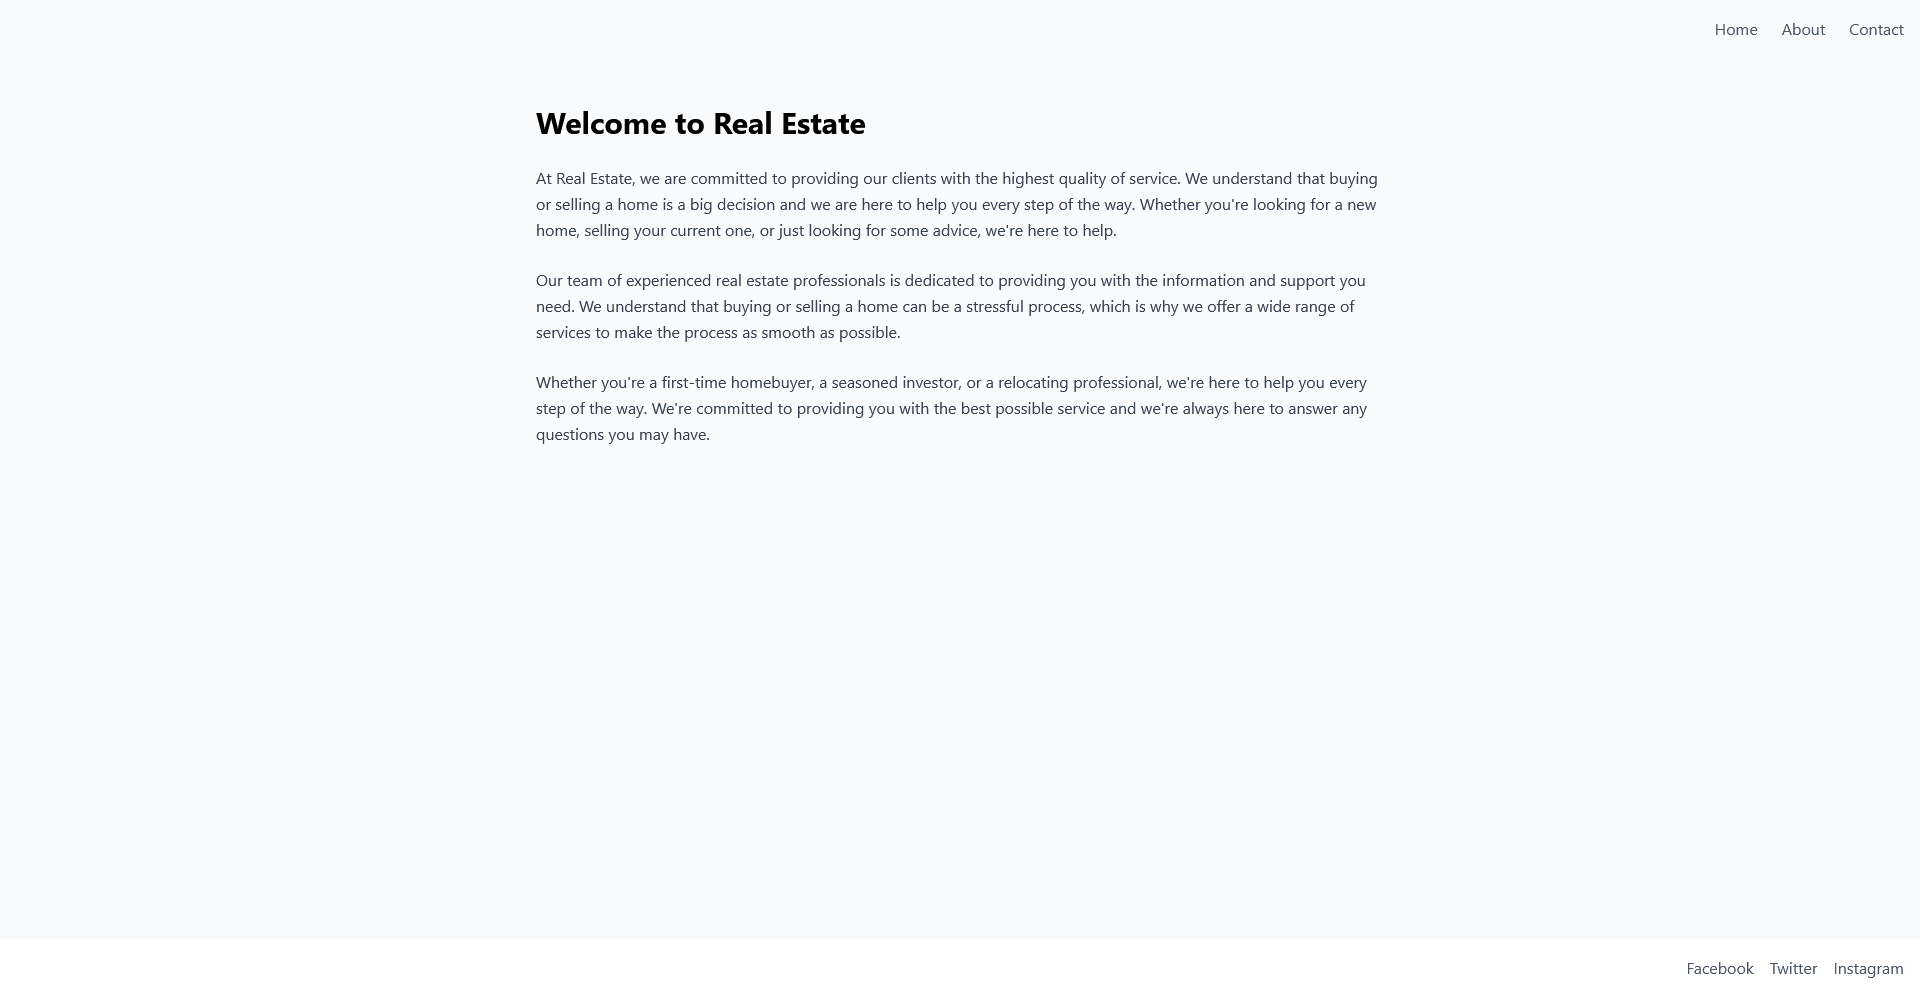 Home About Contact
Welcome to Real Estate
At Real Estate, we are committed to providing our clients with the highest quality of service. We understand that buying
or selling a home is a big decision and we are here to help you every step of the way. Whether you're looking for a new
home, selling your current one, or just looking for some advice, we're here to help.
Our team of experienced real estate professionals is dedicated to providing you with the information and support you
need. We understand that buying or selling a home can be a stressful process, which is why we offer a wide range of
services to make the process as smooth as possible.
Whether you're a first-time homebuyer, a seasoned investor, or a relocating professional, we're here to help you every
step of the way. We're committed to providing you with the best possible service and we're always here to answer any
questions you may have.
Facebook Twitter Instagram